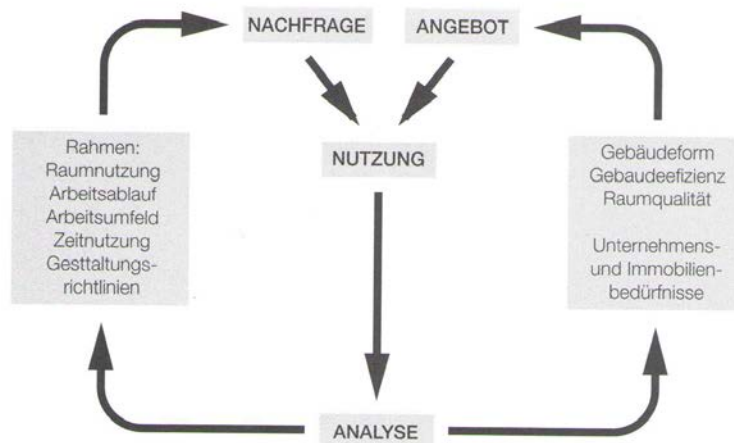 NACHFRAGE
ANGEBOT
NUTZUNG
Rahmen:
Raumnutzung
Arbeitsablauf
Arbeitsumfeld
Zeitnutzung
Gesttaltungs-
richtlinien
Gebäudeform
Gebaudeefizienz
Raumqualität
Unternehmens-
und Immobilien-
bedürfnisse
ANALYSE